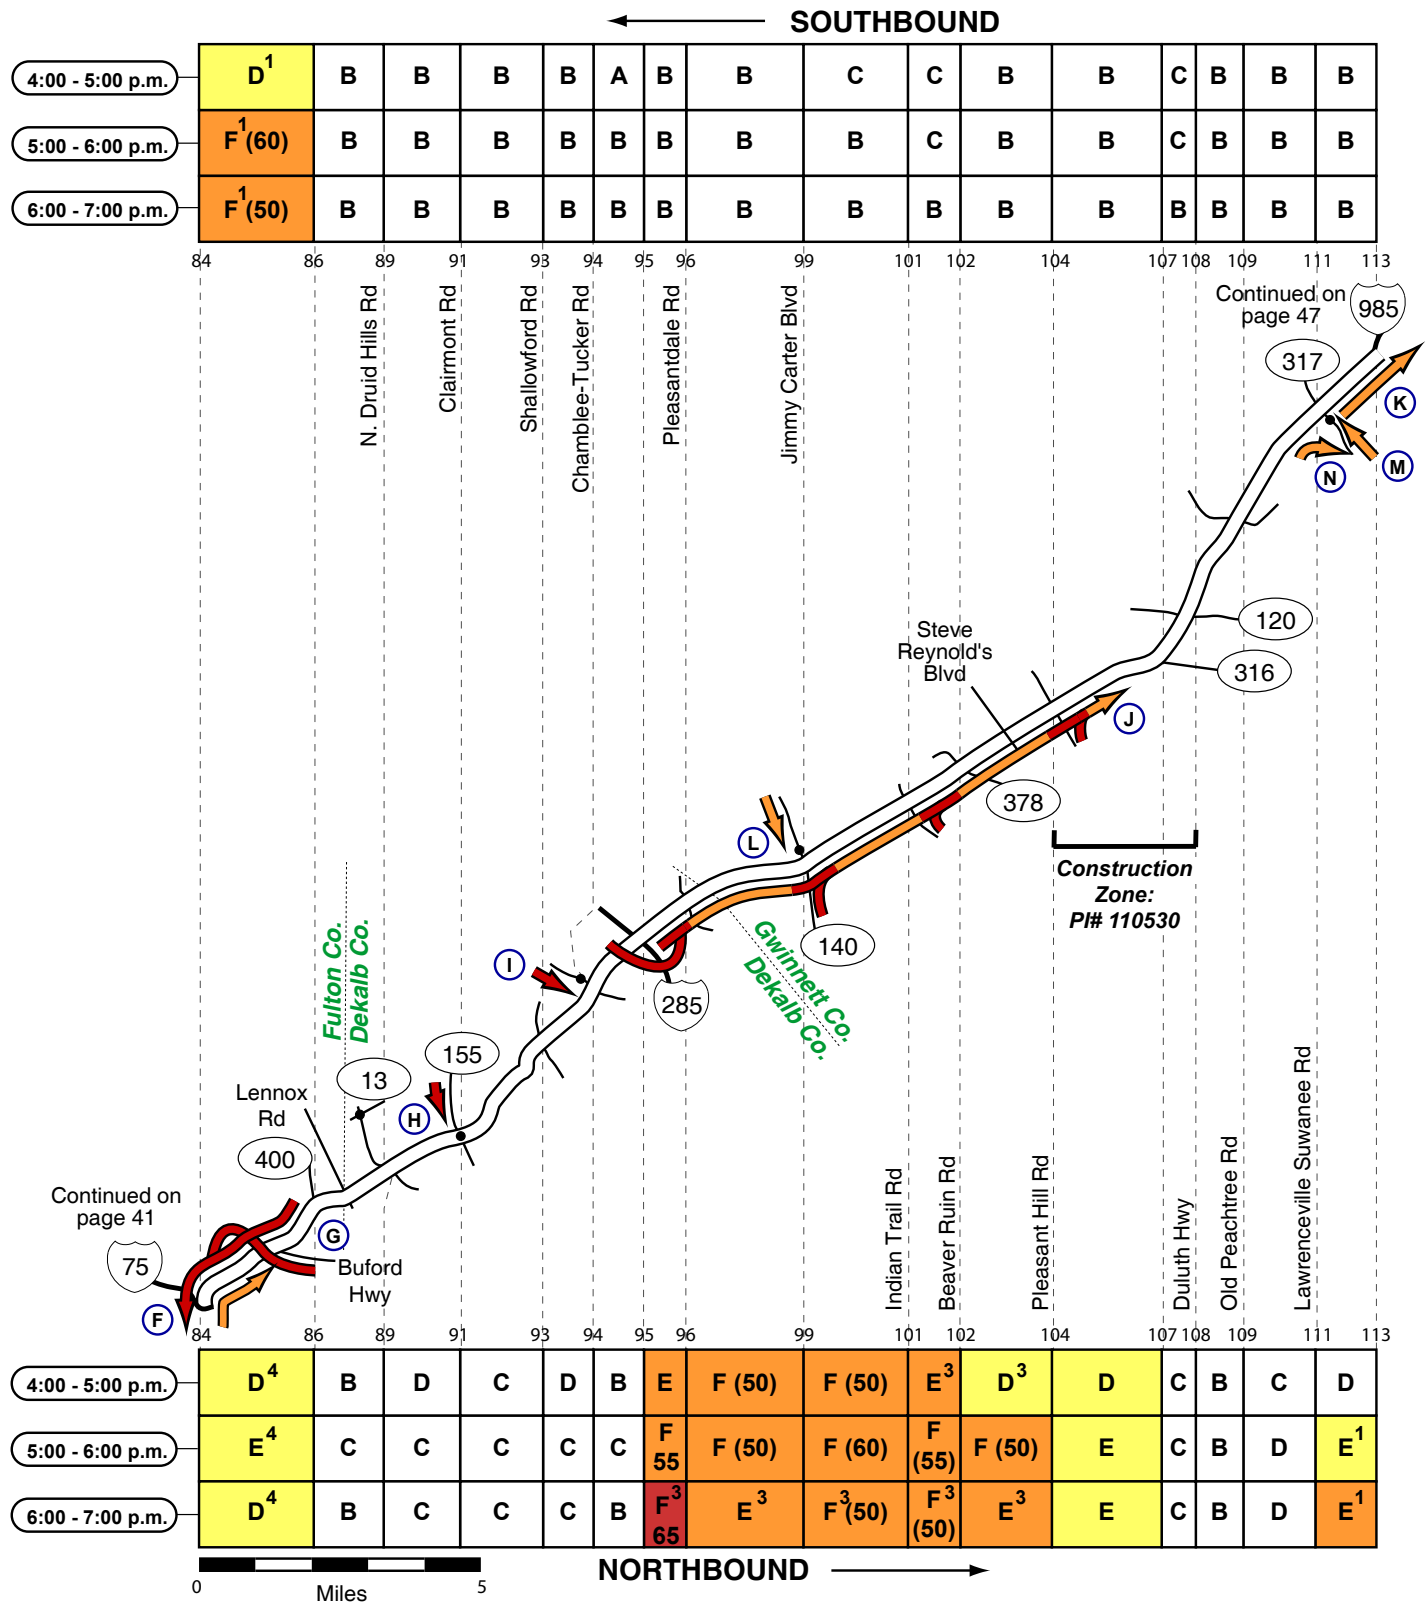 SOUTHBOUND
4:00 - 5:00 p.m. D1 B B B B A B B C C B B C B B B
5:00 - 6:00 p.m. F1(60) B B B B B B B B C B B C B B B
6:00 - 7:00 p.m. F1(50) B B B B B B B B B B B B B B B
84 86 89 91 93 94 95 96 99 101 102 104 107 108 109 111 113
N. Druid Hills Rd
Clairmont Rd
Shallowford Rd
Chamblee-Tucker Rd
Pleasantdale Rd
Jimmy Carter Blvd
Continued on
page 47
985
317
K
M
N
120
316
Steve
Reynold's
Blvd
J
378
L
Construction
Zone:
PI# 110530
140
Gwinnett Co.
Dekalb Co.
I
285
Fulton Co.
Dekalb Co.
155
13
H
Lennox
Rd
400
Continued on
page 41
75
G
Buford
Hwy
F
Indian Trail Rd
Beaver Ruin Rd
Pleasant Hill Rd
Duluth Hwy
Old Peachtree Rd
Lawrenceville Suwanee Rd
84 86 89 91 93 94 95 96 99 101 102 104 107 108 109 111 113
4:00 - 5:00 p.m. D4 B D C D B E F (50) F (50) E3 D3 D C B C D
5:00 - 6:00 p.m. E4 C C C C C F 55 F (50) F (60) F (55) F (50) E C B D E1
6:00 - 7:00 p.m. D4 B C C C B F3 65 E3 F3(50) F3 (50) E3 E C B D E1
0 5
Miles
NORTHBOUND